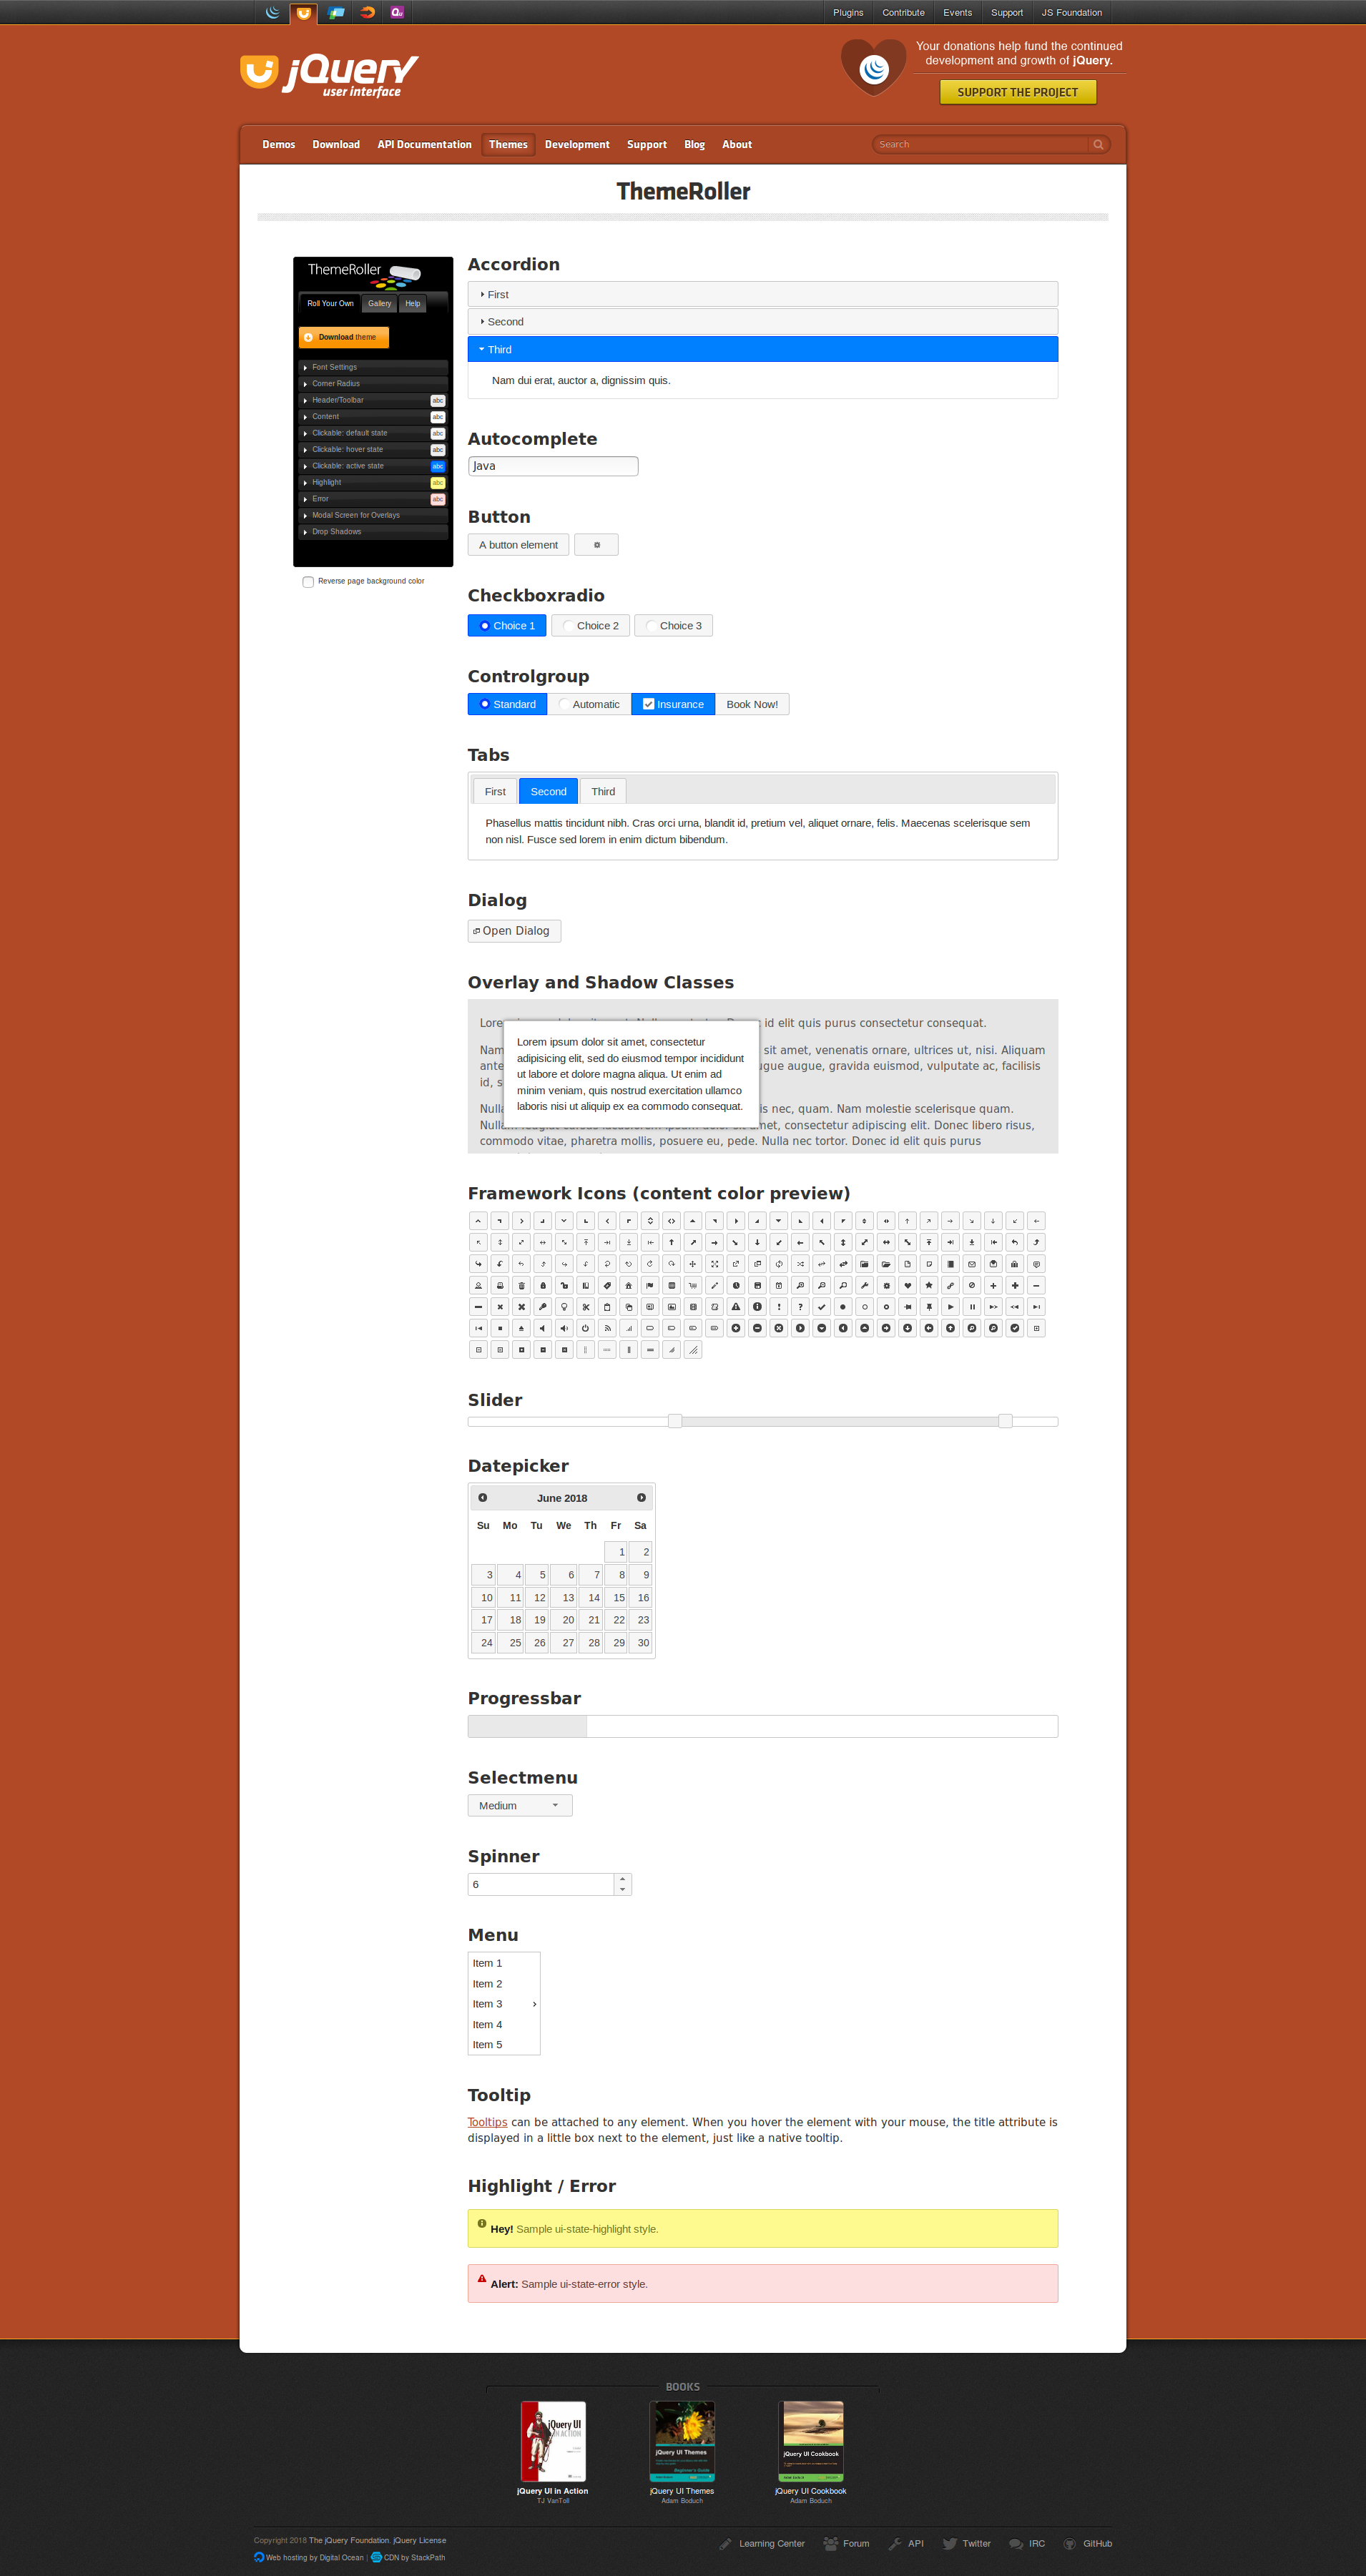 Plugins Contribute Events Support JS Foundation
jQuery
user interface
Your donations help fund the continued
development and growth of jQuery.
SUPPORT THE PROJECT
Demos Download API Documentation Themes Development Support Blog About Search
ThemeRoller
ThemeRoller
Roll Your Own Gallery Help
Download theme
Font Settings
Corner Radius
Header/Toolbar abc
Content abc
Clickable: default state abc
Clickable: hover state abc
Clickable: active state abc
Highlight abc
Error abc
Modal Screen for Overlays
Drop Shadows
Reverse page background color
Accordion
First
Second
Third
Nam dui erat, auctor a, dignissim quis.
Autocomplete
Java
Button
A button element
Checkboxradio
Choice 1 Choice 2 Choice 3
Controlgroup
Standard Automatic Insurance Book Now!
Tabs
First Second Third
Phasellus mattis tincidunt nibh. Cras orci urna, blandit id, pretium vel, aliquet ornare, felis. Maecenas scelerisque sem
non nisl. Fusce sed lorem in enim dictum bibendum.
Dialog
Open Dialog
Overlay and Shadow Classes
id elit quis purus consectetur consequat.
Nam sit amet, venenatis ornare, ultrices ut, nisi. Aliquam
ante augue, gravida euismod, vulputate ac, facilisis
id, s
Nulla is nec, quam. Nam molestie scelerisque quam.
amet, consectetur adipiscing elit. Donec libero risus,
commodo vitae, pharetra mollis, posuere eu, pede. Nulla nec tortor. Donec id elit quis purus
Lorem ipsum dolor sit amet, consectetur
adipisicing elit, sed do eiusmod tempor incididunt
ut labore et dolore magna aliqua. Ut enim ad
minim veniam, quis nostrud exercitation ullamco
laboris nisi ut aliquip ex ea commodo consequat.
Framework Icons (content color preview)
Slider
Datepicker
June 2018
Su Mo Tu We Th Fr Sa
1 2
3 4 5 6 7 8 9
10 11 12 13 14 15 16
17 18 19 20 21 22 23
24 25 26 27 28 29 30
Progressbar
Selectmenu
Medium
Spinner
6
Menu
Item 1
Item 2
Item 3
Item 4
Item 5
Tooltip
Tooltips can be attached to any element. When you hover the element with your mouse, the title attribute is
displayed in a little box next to the element, just like a native tooltip.
Highlight / Error
Hey! Sample ui-state-highlight style.
Alert: Sample ui-state-error style.
BOOKS
jQuery UI
IN ACTION
jQuery UI Themes
Beginner's Guide
jQuery UI Cookbook
jQuery UI in Action jQuery UI Themes jQuery UI Cookbook
TJ VanToll Adam Boduch Adam Boduch
Copyright 2018 The jQuery Foundation. jQuery License
Web hosting by Digital Ocean | CDN by StackPath
Learning Center Forum API Twitter IRC GitHub